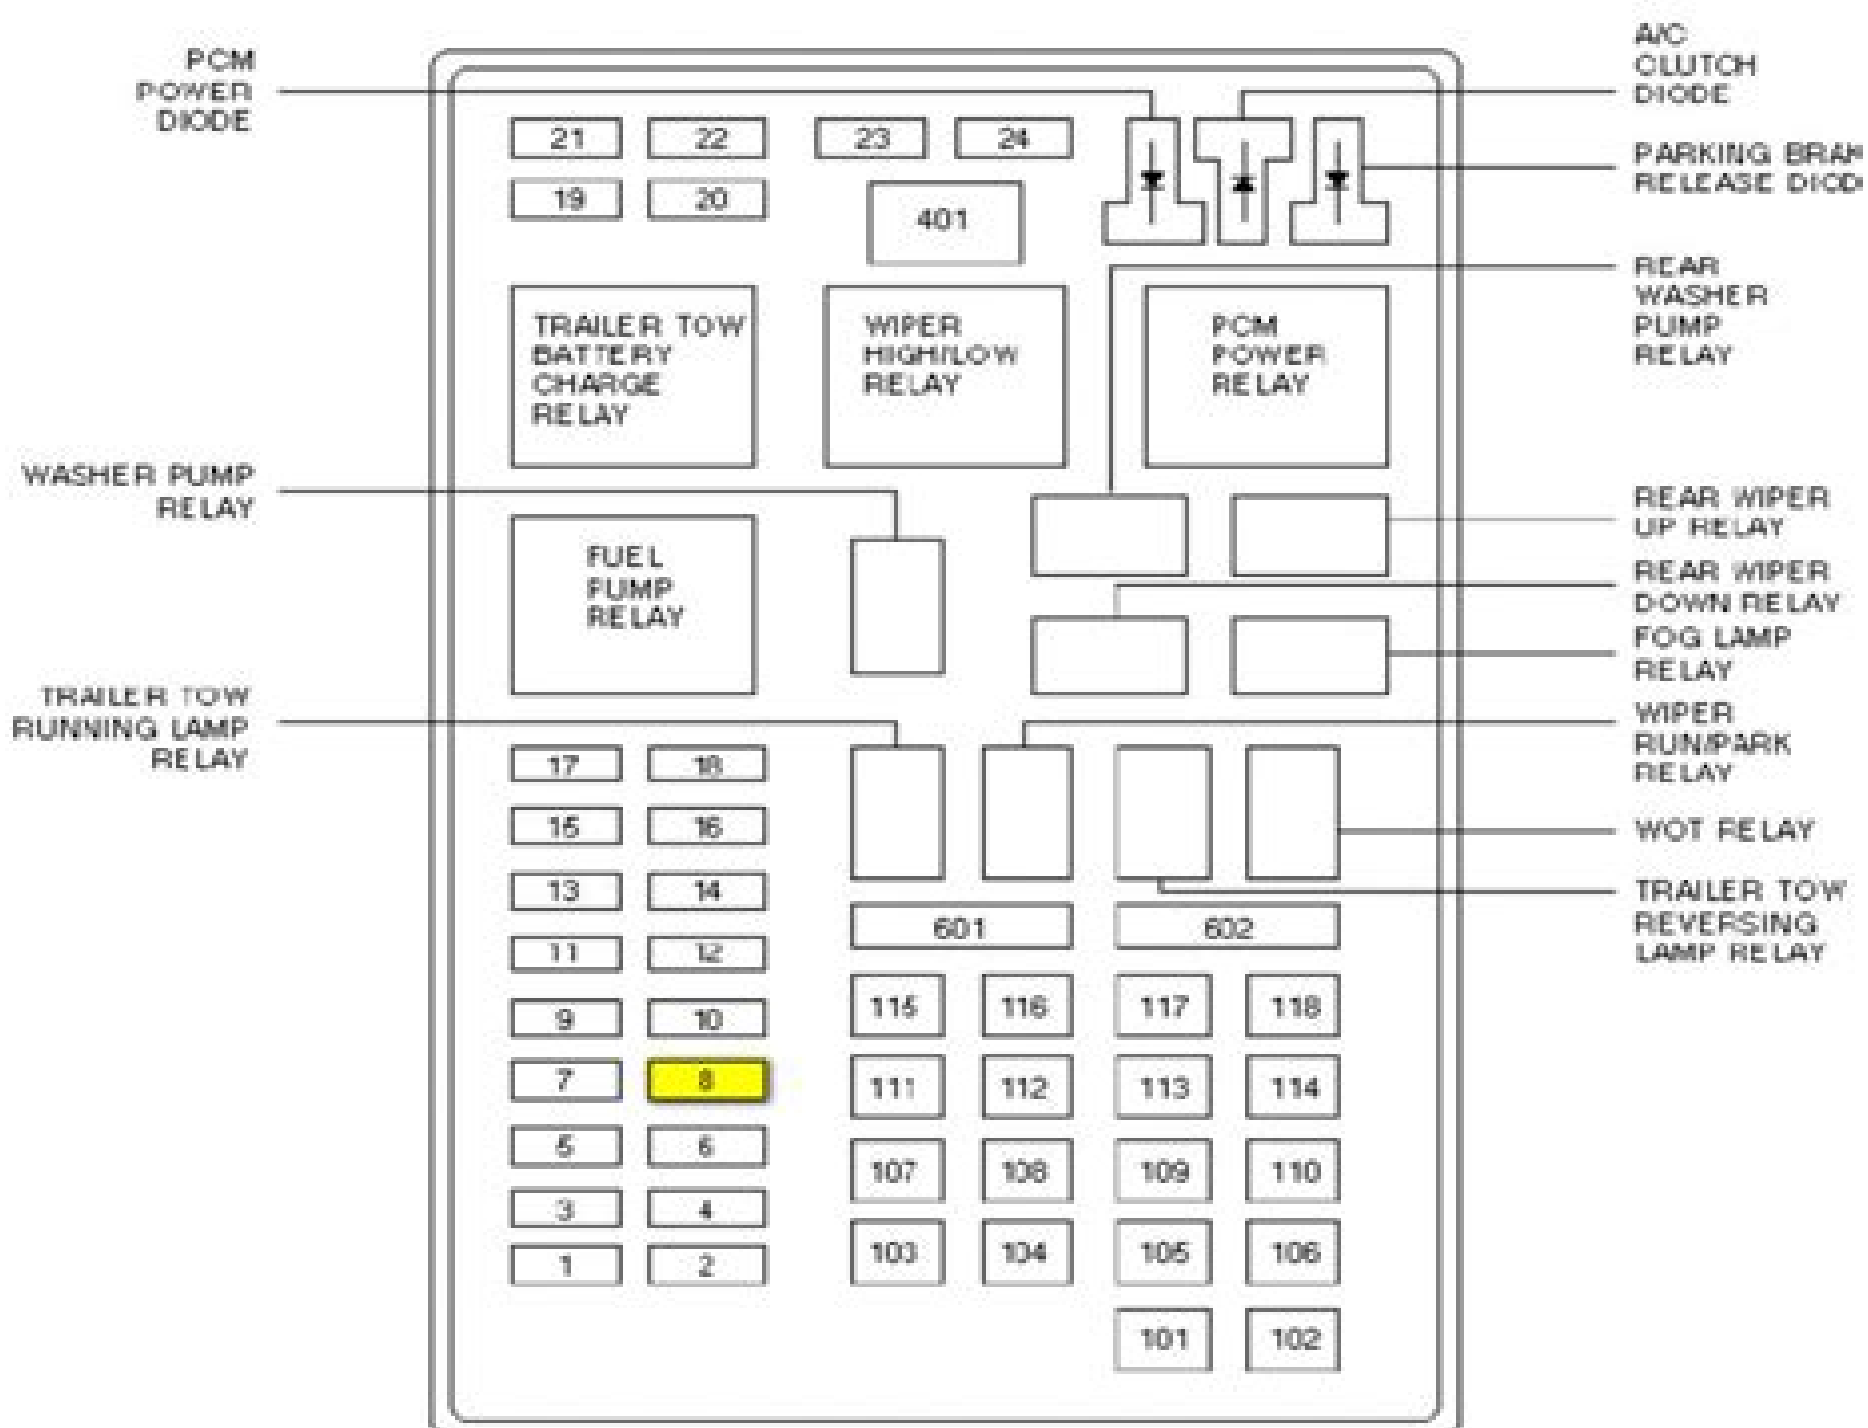 PCM
POWER
DIODE
A/C
CLUTCH
DIODE
PARKING BRAK
RELEASE DIOD
21
22
23
24
19
20
401
REAR
WASHER
PUMP
RELAY
TRAILER TOW
BATTERY
CHARGE
RELAY
WIPER
HIGH/LOW
RELAY
PCM
POWER
RELAY
WASHER PUMP
RELAY
REAR WIPER
UP RELAY
FUEL
PUMP
RELAY
REAR WIPER
DOWN RELAY
FOG LAMP
RELAY
TRAILER TOW
RUNNING LAMP
RELAY
WIPER
RUN/PARK
RELAY
WOT RELAY
TRAILER TOW
REVERSING
LAMP RELAY
17
18
15
16
13
14
11
12
9
10
7
8
5
6
3
4
1
2
601
602
115
116
117
118
111
112
113
114
107
108
109
110
103
104
105
106
101
102